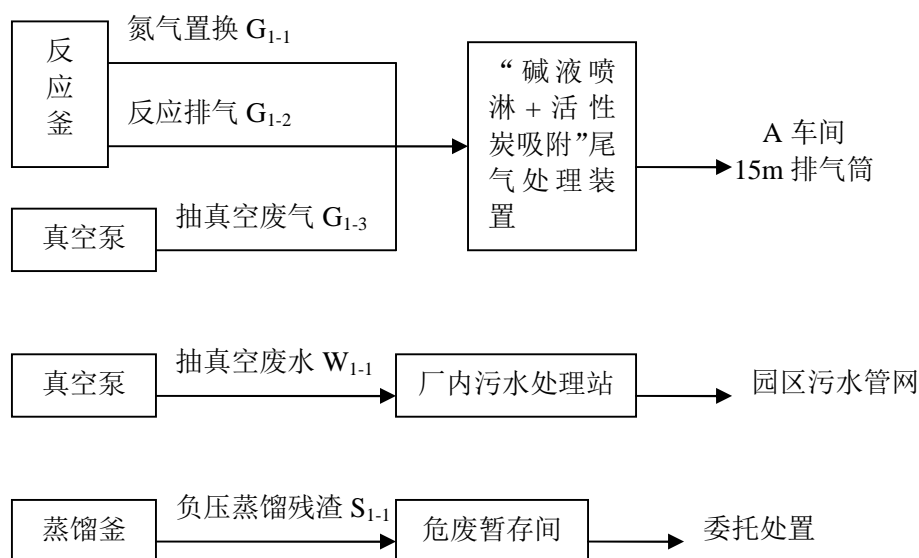 反
应
釜
氮气置换 G1-1
反应排气 G1-2
真空泵
抽真空废气 G1-3
“碱液喷
淋+活性
炭吸附”尾
气处理装
置
A 车间
15m 排气筒
真空泵
抽真空废水 W1-1
厂内污水处理站
园区污水管网
蒸馏釜
负压蒸馏残渣 S1-1
危废暂存间
委托处置